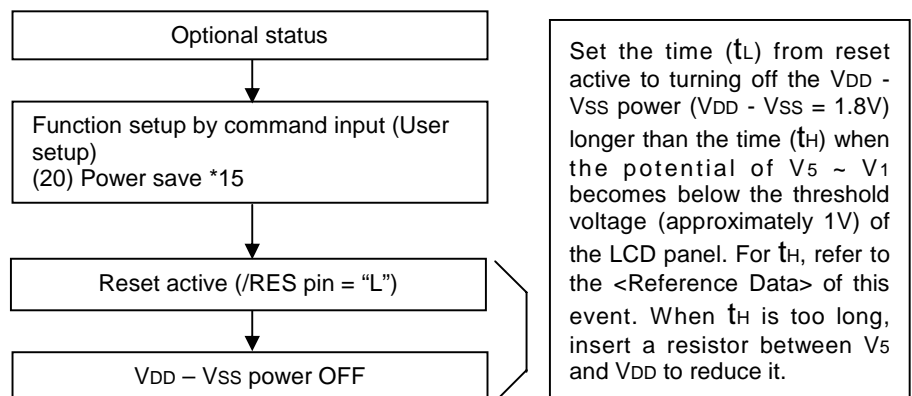 Optional status
Function setup by command input (User
setup)
(20) Power save *15
Reset active (/RES pin = “L”)
VDD – VSS power OFF
Set the time (tL) from reset
active to turning off the VDD -
VSS power (VDD - VSS = 1.8V)
longer than the time (tH) when
the potential of V5 ~ V1
becomes below the threshold
voltage (approximately 1V) of
the LCD panel. For tH, refer to
the <Reference Data> of this
event. When tH is too long,
insert a resistor between V5
and VDD to reduce it.